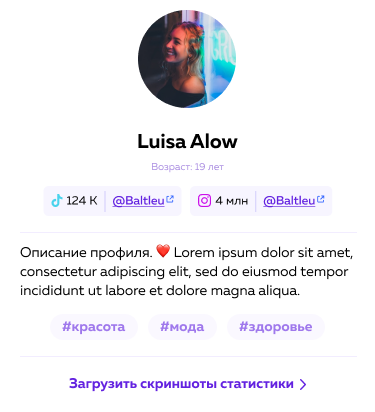 Luisa Alow
Возраст: 19 лет
124 K @Baltleu 4 млн @Baltleu
Описание профиля. ❤️ Lorem ipsum dolor sit amet,
consectetur adipiscing elit, sed do eiusmod tempor
incididunt ut labore et dolore magna aliqua.
#красота #мода #здоровье
Загрузить скриншоты статистики